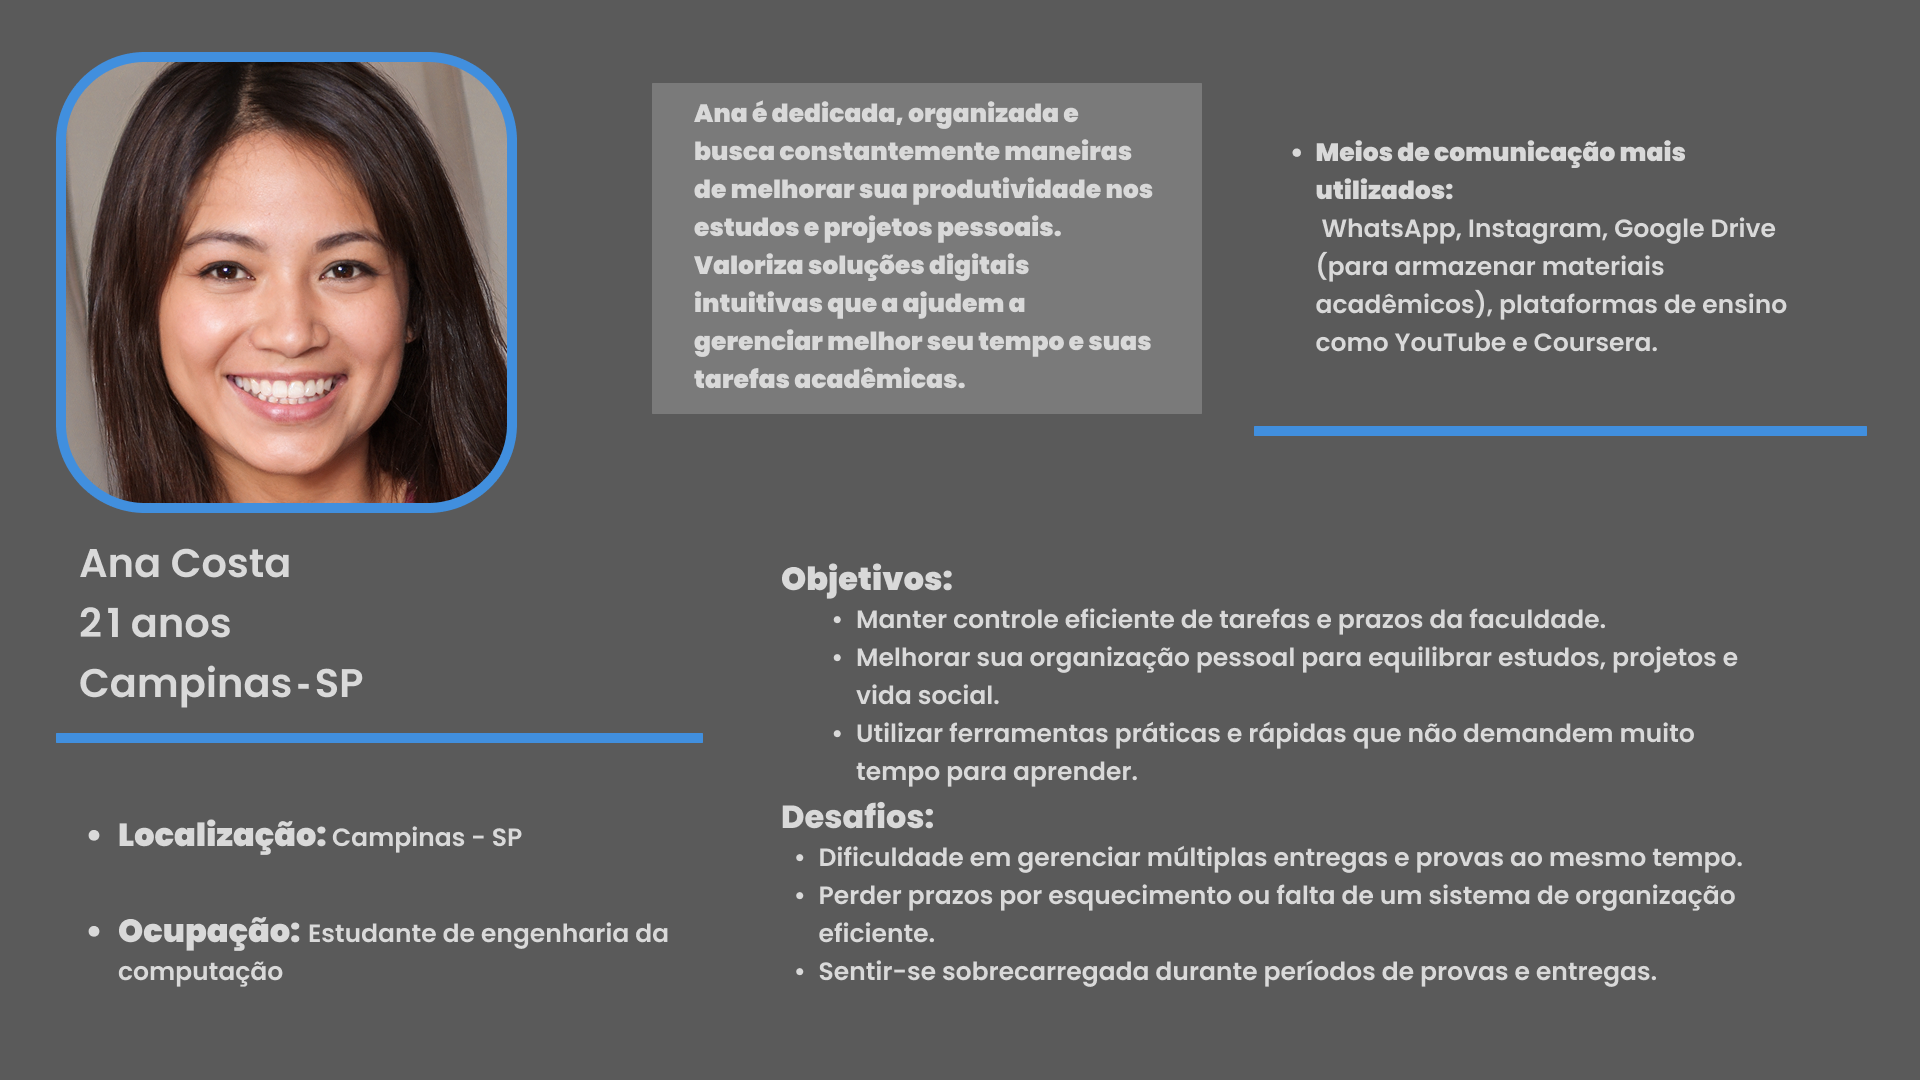 Ana é dedicada, organizada e
busca constantemente maneiras
de melhorar sua produtividade nos
estudos e projetos pessoais.
Valoriza soluções digitais
intuitivas que a ajudem a
gerenciar melhor seu tempo e suas
tarefas acadêmicas.
• Meios de comunicação mais
utilizados:
WhatsApp, Instagram, Google Drive
(para armazenar materiais
acadêmicos), plataformas de ensino
como YouTube e Coursera.
Ana Costa
21 anos
Campinas - SP
• Localização: Campinas - SP
• Ocupação: Estudante de engenharia da
computação
Objetivos:
• Manter controle eficiente de tarefas e prazos da faculdade.
• Melhorar sua organização pessoal para equilibrar estudos, projetos e
vida social.
• Utilizar ferramentas práticas e rápidas que não demandem muito
tempo para aprender.
Desafios:
• Dificuldade em gerenciar múltiplas entregas e provas ao mesmo tempo.
• Perder prazos por esquecimento ou falta de um sistema de organização
eficiente.
• Sentir-se sobrecarregada durante períodos de provas e entregas.